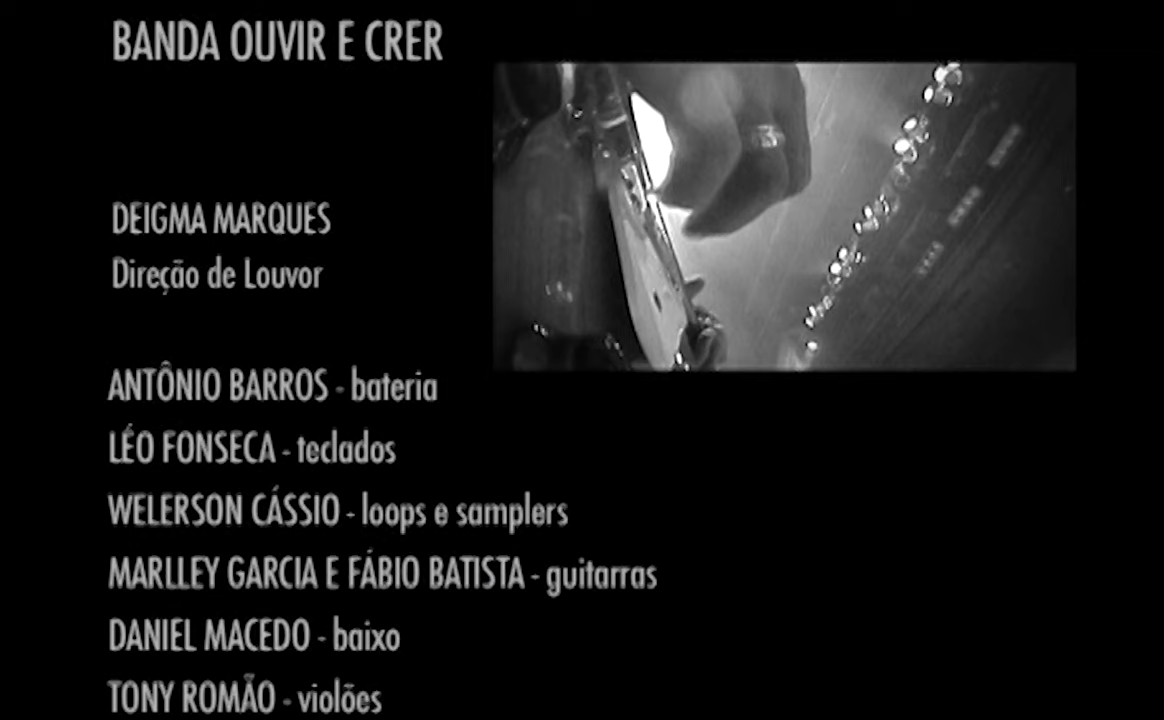 BANDA OUVIR E CRER
DEIGMA MARQUES
Direção de Louvor
ANTÔNIO BARROS - bateria
LÉO FONSECA - teclados
WELERSON CÁSSIO - loops e samplers
MARLLEY GARCIA E FÁBIO BATISTA - guitarras
DANIEL MACEDO - baixo
TONY ROMÃO - violões